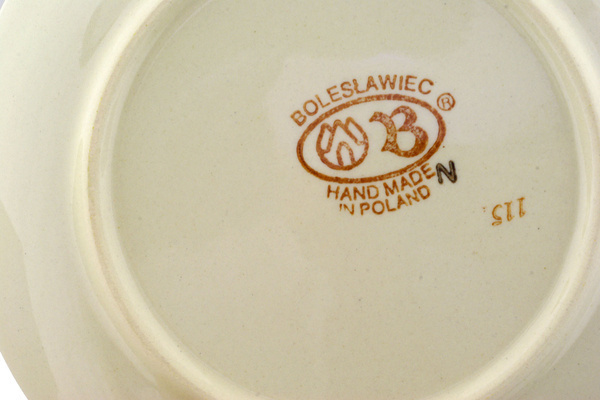 BOLESŁAWIEC ®
B
HAND MADE N
IN POLAND
115